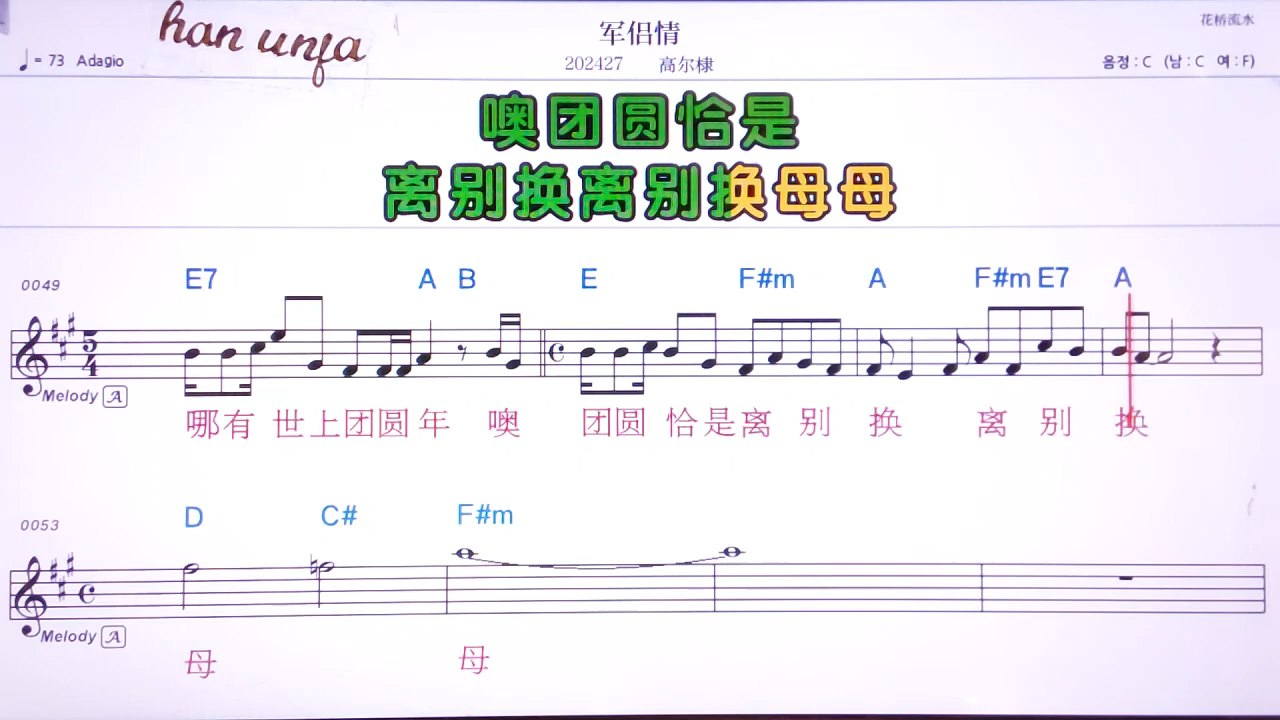 han unfa
军侣情
花桥流水
♩= 73 Adagio
202427 高尔棣
음정 : C (남 : C 여 : F)
噢团圆恰是
离别换离别换母母
0049
E7 A B E F#m A F#m E7 A
5
4
Melody A
哪有世上团圆年 噢 团圆 恰是离 别 换 离 别 换
0053
D C# F#m
Melody A
母 母